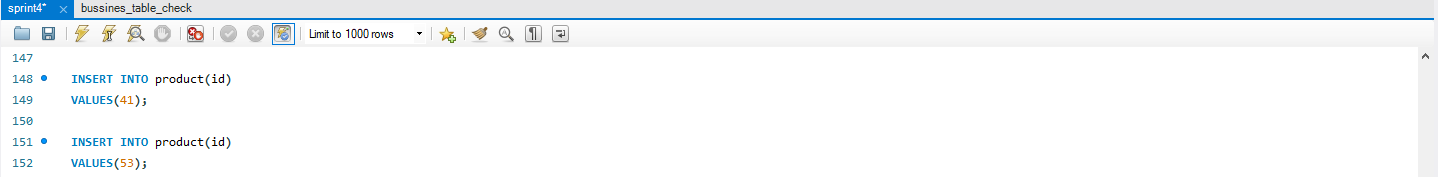 sprint4*
bussines_table_check
Limit to 1000 rows
147
148 INSERT INTO product(id)
149 VALUES(41);
150
151 INSERT INTO product(id)
152 VALUES(53);